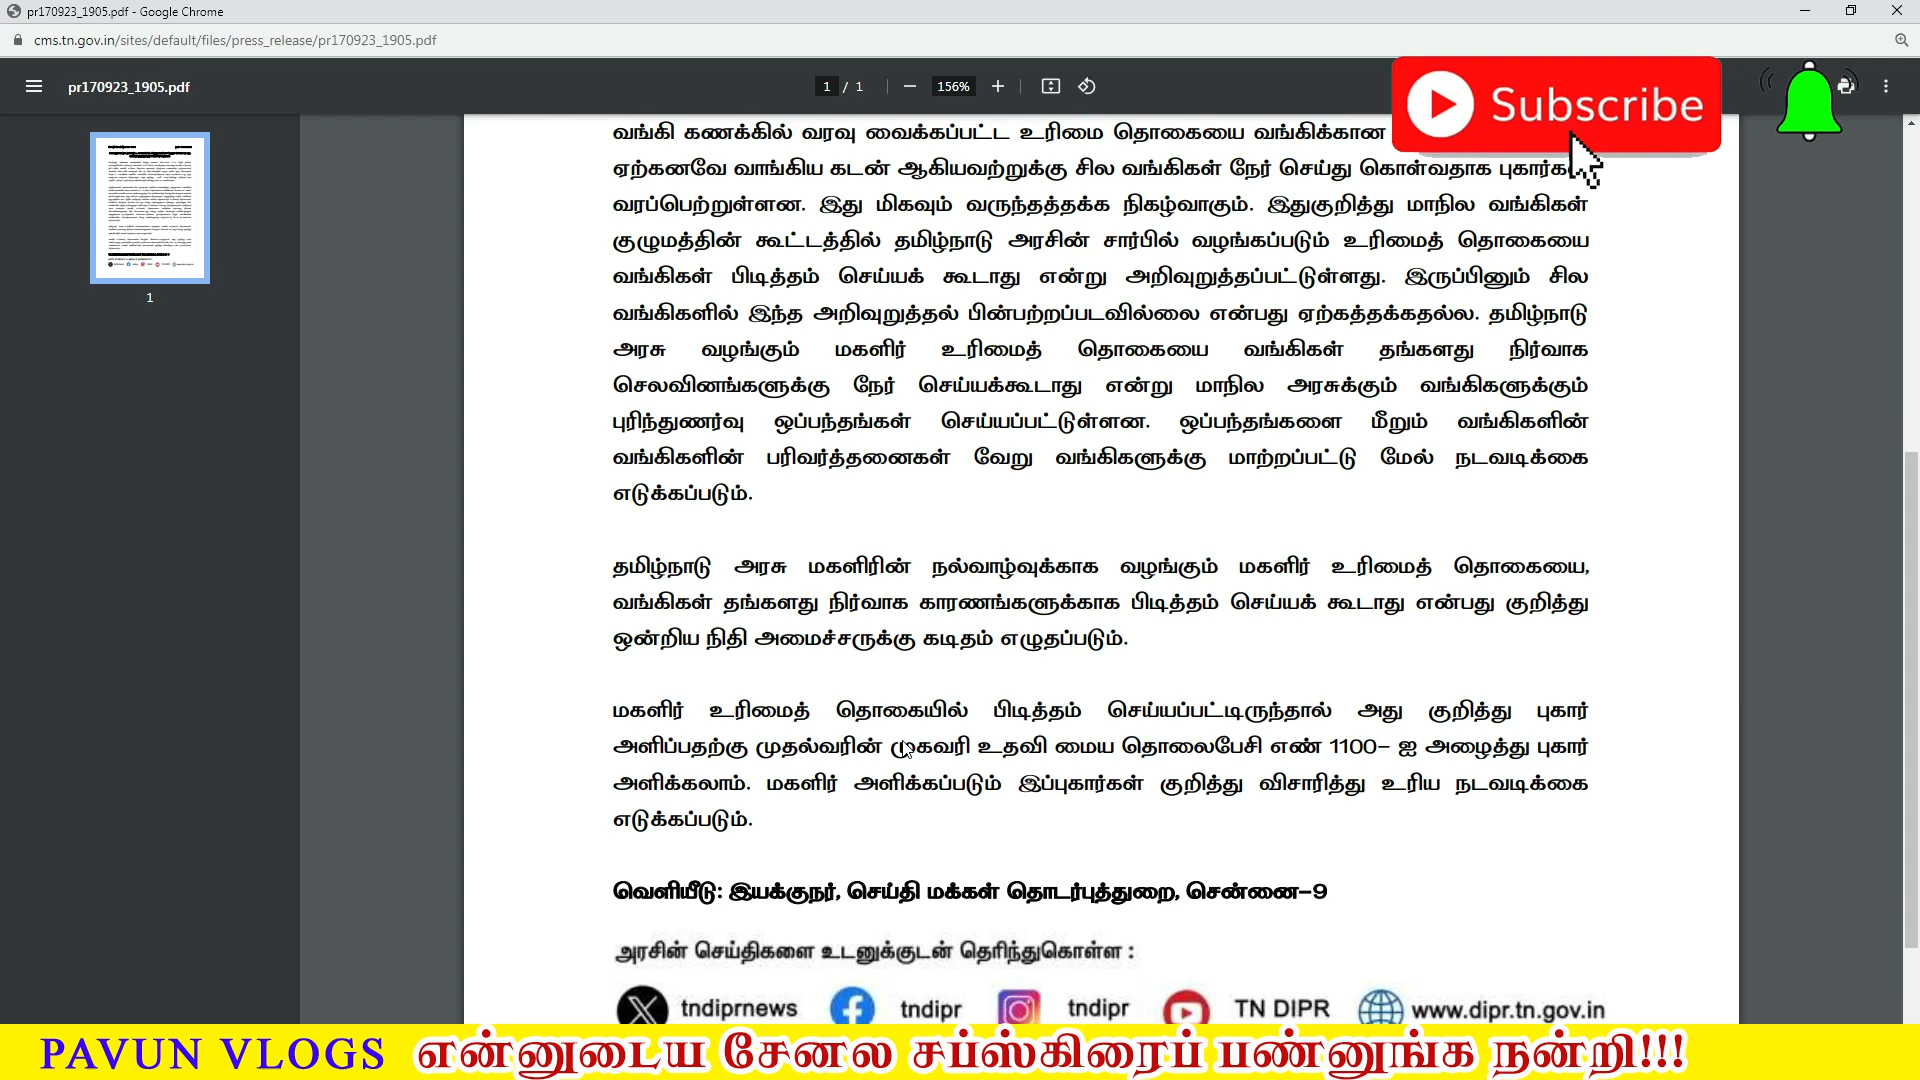 pr170923_1905.pdf - Google Chrome
cms.tn.gov.in/sites/default/files/press_release/pr170923_1905.pdf
pr170923_1905.pdf
1 / 1
156%
Subscribe
1
வங்கி கணக்கில் வரவு வைக்கப்பட்ட உரிமை தொகையை வங்கிக்கான
ஏற்கனவே வாங்கிய கடன் ஆகியவற்றுக்கு சில வங்கிகள் நேர் செய்து கொள்வதாக
வரப்பெற்றுள்ளன. இது மிகவும் வருந்தத்தக்க நிகழ்வாகும். இதுகுறித்து மாநில வங்கிகள்
குழுமத்தின் கூட்டத்தில் தமிழ்நாடு அரசின் சார்பில் வழங்கப்படும் உரிமைத் தொகையை
வங்கிகள் பிடித்தம் செய்யக் கூடாது என்று அறிவுறுத்தப்பட்டுள்ளது. இருப்பினும் சில
வங்கிகளில் இந்த அறிவுறுத்தல் பின்பற்றப்படவில்லை என்பது ஏற்கத்தக்கதல்ல. தமிழ்நாடு
அரசு வழங்கும் மகளிர் உரிமைத் தொகையை வங்கிகள் தங்களது நிர்வாக
செலவினங்களுக்கு நேர் செய்யக்கூடாது என்று மாநில அரசுக்கும் வங்கிகளுக்கும்
புரிந்துணர்வு ஒப்பந்தங்கள் செய்யப்பட்டுள்ளன. ஒப்பந்தங்களை மீறும் வங்கிகளின்
வங்கிகளின் பரிவர்த்தனைகள் வேறு வங்கிகளுக்கு மாற்றப்பட்டு மேல் நடவடிக்கை
எடுக்கப்படும்.
தமிழ்நாடு அரசு மகளிரின் நல்வாழ்வுக்காக வழங்கும் மகளிர் உரிமைத் தொகையை,
வங்கிகள் தங்களது நிர்வாக காரணங்களுக்காக பிடித்தம் செய்யக் கூடாது என்பது குறித்து
ஒன்றிய நிதி அமைச்சருக்கு கடிதம் எழுதப்படும்.
மகளிர் உரிமைத் தொகையில் பிடித்தம் செய்யப்பட்டிருந்தால் அது குறித்து புகார்
அளிப்பதற்கு முதல்வரின் முகவரி உதவி மைய தொலைபேசி எண் 1100– ஐ அழைத்து புகார்
அளிக்கலாம். மகளிர் அளிக்கப்படும் இப்புகார்கள் குறித்து விசாரித்து உரிய நடவடிக்கை
எடுக்கப்படும்.
வெளியீடு: இயக்குநர், செய்தி மக்கள் தொடர்புத்துறை, சென்னை–9
அரசின் செய்திகளை உடனுக்குடன் தெரிந்துகொள்ள :
tndiprnews tndipr tndipr TN DIPR www.dipr.tn.gov.in
PAVUN VLOGS என்னுடைய சேனல சப்ஸ்கிரைப் பண்னுங்க நன்றி!!!